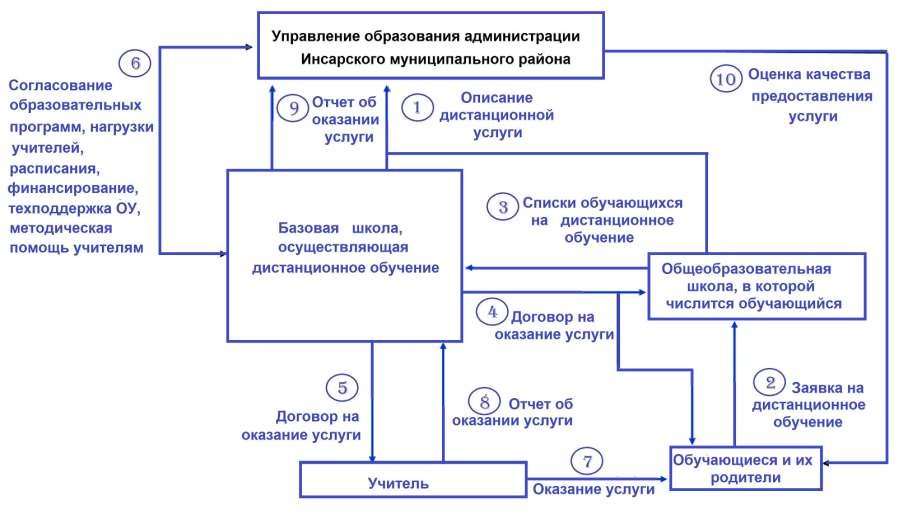 Управление образования администрации
Инсарского муниципального района
6
Согласование
образовательных
программ, нагрузки
учителей,
расписания,
финансирование,
техподдержка ОУ,
методическая
помощь учителям
9
Отчет об
оказании
услуги
1
Описание
дистанционной
услуги
10
Оценка качества
предоставления
услуги
Базовая школа,
осуществляющая
дистанционное обучение
3
Списки обучающихся
на дистанционное
обучение
Общеобразовательная
школа, в которой
числится обучающийся
4
Договор на
оказание услуги
5
Договор на
оказание услуги
8
Отчет об
оказании услуги
2
Заявка на
дистанционное
обучение
Учитель
7
Оказание услуги
Обучающиеся и их
родители